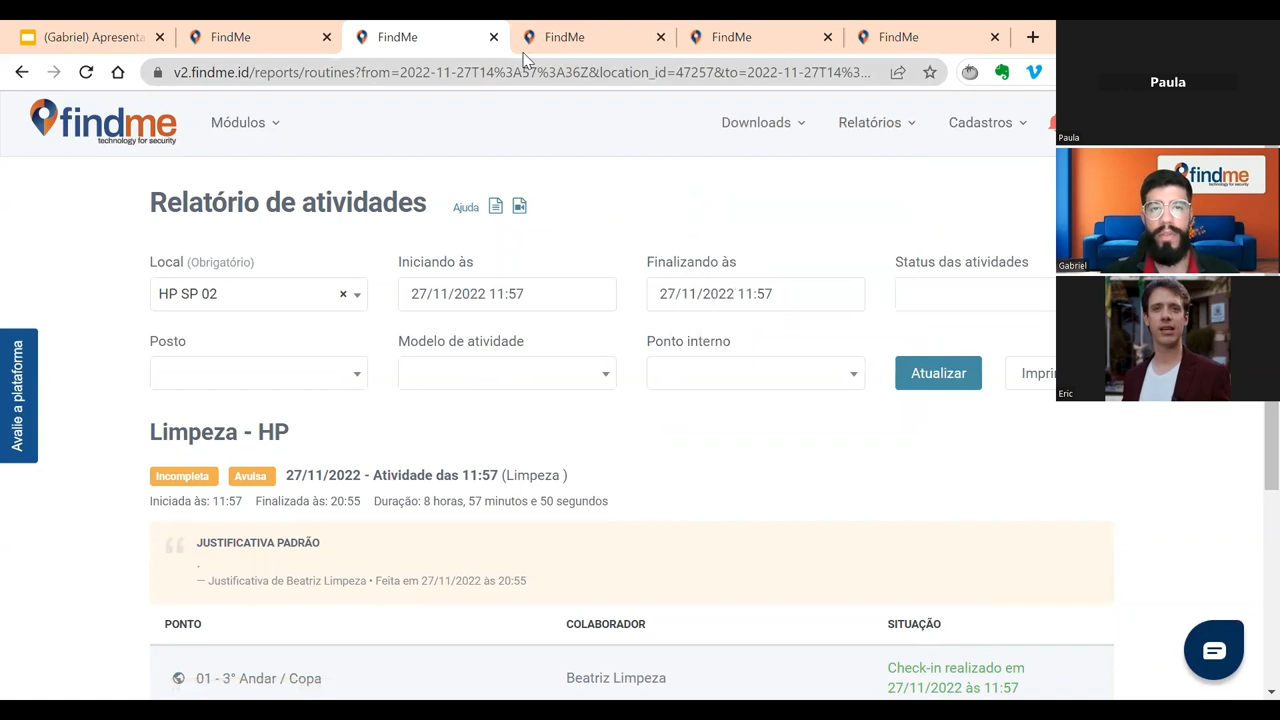 (Gabriel) Apresenta
FindMe
FindMe
FindMe
FindMe
FindMe
v2.findme.id/reports/routines?from=2022-11-27T14%3A57%3A36Z&location_id=47257&to=2022-11-27T14%3...
findme
technology for security
Módulos
Downloads
Relatórios
Cadastros
Paula
Paula
findme
technology for security
Gabriel
Eric
Relatório de atividades
Ajuda
Local (Obrigatório)
Iniciando às
Finalizando às
Status das atividades
HP SP 02
27/11/2022 11:57
27/11/2022 11:57
Posto
Modelo de atividade
Ponto interno
Atualizar
Impri
Avalie a plataforma
Limpeza - HP
Incompleta
Avulsa
27/11/2022 - Atividade das 11:57 (Limpeza )
Iniciada às: 11:57 Finalizada às: 20:55 Duração: 8 horas, 57 minutos e 50 segundos
JUSTIFICATIVA PADRÃO
.
— Justificativa de Beatriz Limpeza • Feita em 27/11/2022 às 20:55
PONTO
COLABORADOR
SITUAÇÃO
01 - 3° Andar / Copa
Beatriz Limpeza
Check-in realizado em
27/11/2022 às 11:57